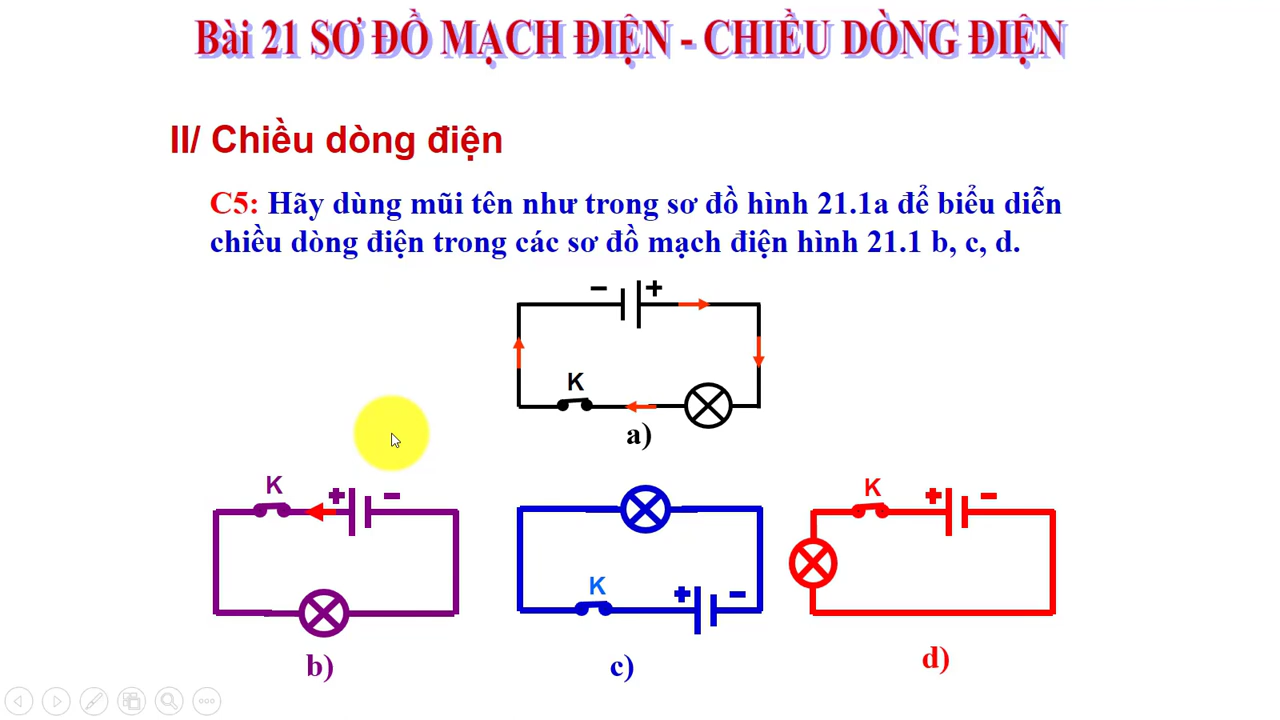 Bài 21 SƠ ĐỒ MẠCH ĐIỆN - CHIỀU DÒNG ĐIỆN
II/ Chiều dòng điện
C5: Hãy dùng mũi tên như trong sơ đồ hình 21.1a để biểu diễn
chiều dòng điện trong các sơ đồ mạch điện hình 21.1 b, c, d.
− +
K
a)
K + −
b)
K + −
c)
K + −
d)